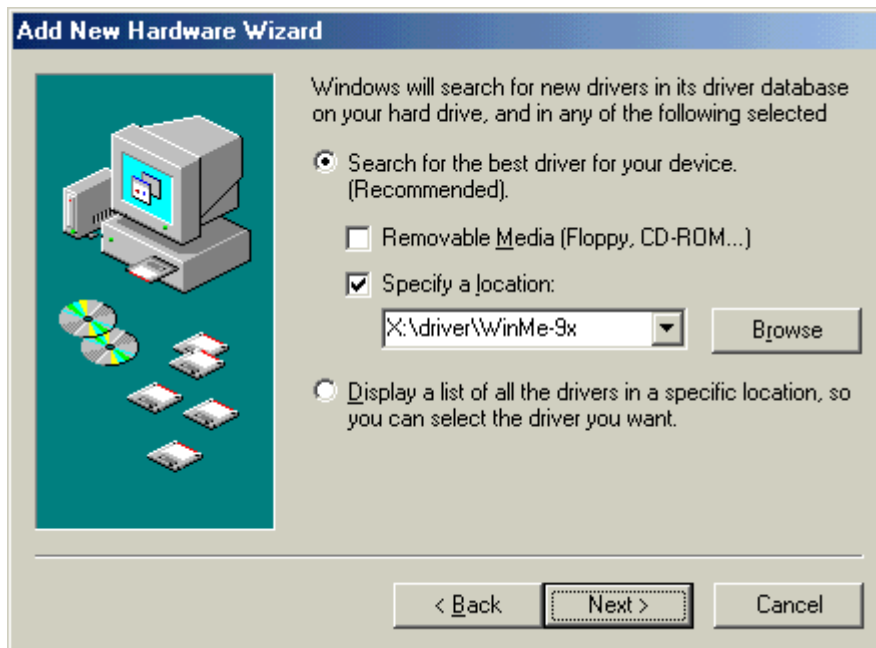 Add New Hardware Wizard
Windows will search for new drivers in its driver database
on your hard drive, and in any of the following selected
Search for the best driver for your device.
(Recommended).
Removable Media (Floppy, CD-ROM...)
Specify a location:
X:\driver\WinMe-9x
Browse
Display a list of all the drivers in a specific location, so
you can select the driver you want.
< Back
Next >
Cancel